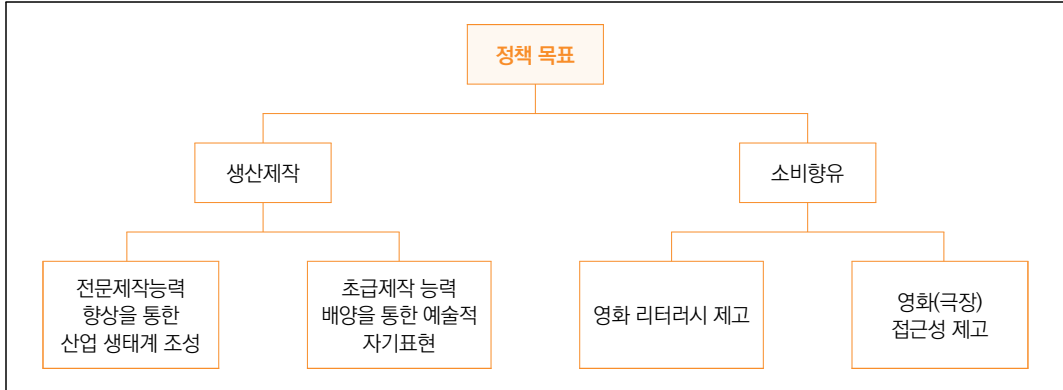 정책 목표
생산제작
소비향유
전문제작능력
향상을 통한
산업 생태계 조성
초급제작 능력
배양을 통한 예술적
자기표현
영화 리터러시 제고
영화(극장)
접근성 제고